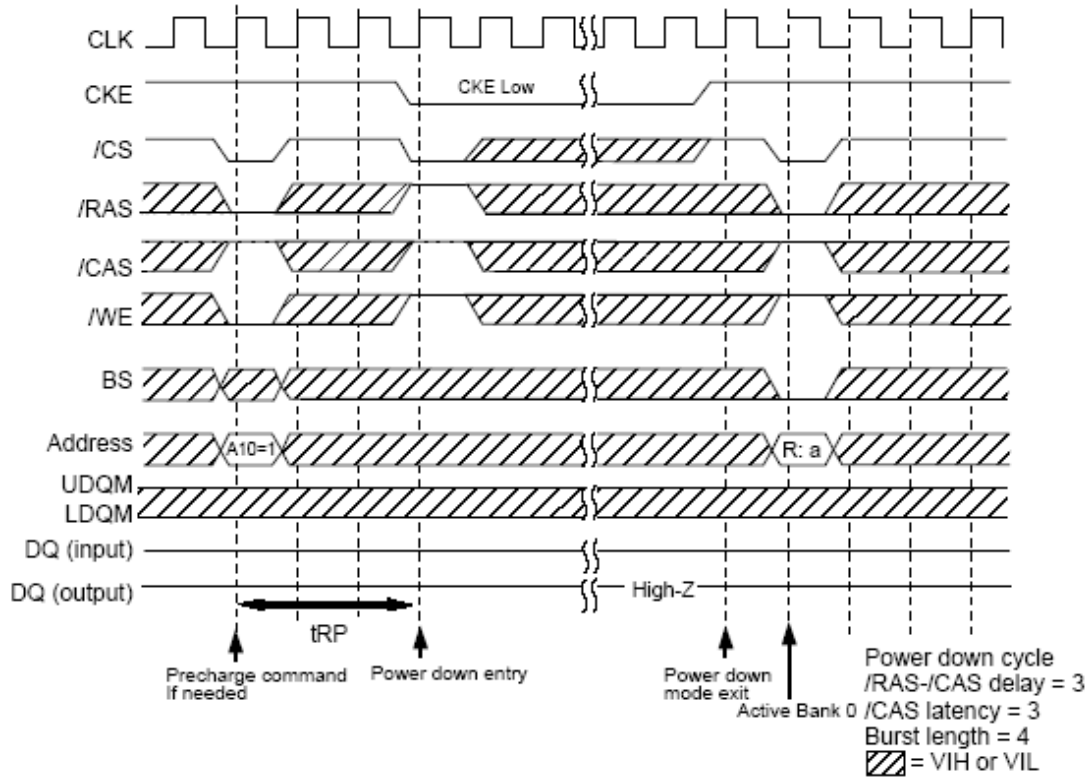 CLK
CKE
CKE Low
/CS
/RAS
/CAS
/WE
BS
Address
A10=1
R: a
UDQM
LDQM
DQ (input)
DQ (output)
High-Z
tRP
Precharge command
If needed
Power down entry
Power down
mode exit
Active Bank 0
Power down cycle
/RAS-/CAS delay = 3
/CAS latency = 3
Burst length = 4
= VIH or VIL